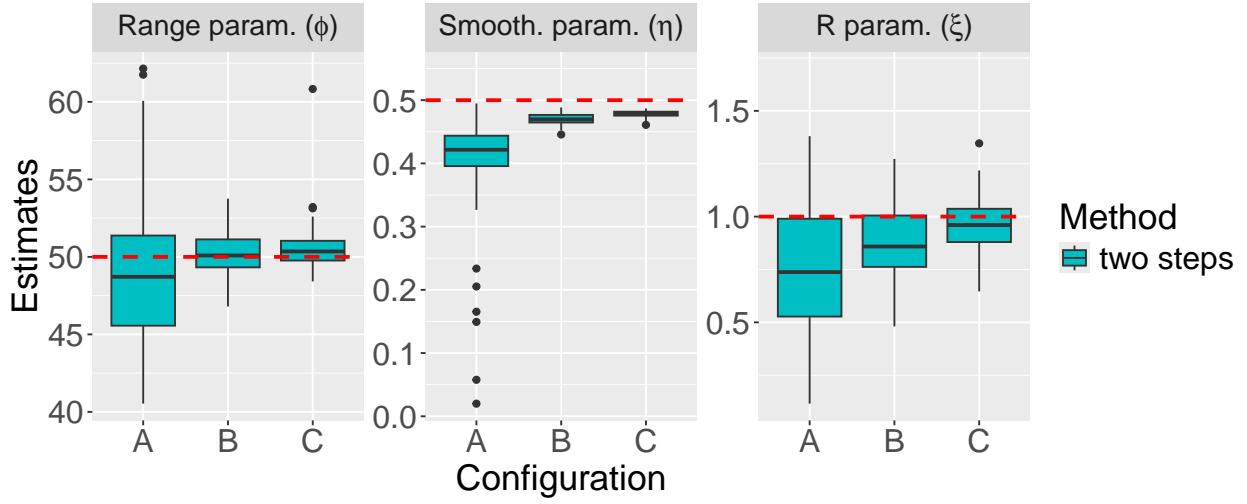 Range param. (ϕ)
Smooth. param. (η)
R param. (ξ)
Estimates
60
55
50
45
40
0.5
0.4
0.3
0.2
0.1
0.0
1.5
1.0
0.5
A B C
A B C
A B C
Configuration
Method
two steps